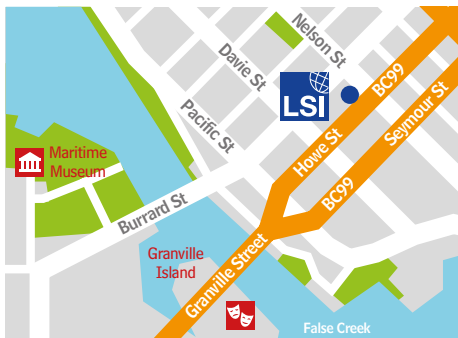 Nelson St
Davie St
BC99
LSI
Seymour St
Pacific St
Howe St
Maritime
Museum
BC99
Burrard St
Granville Street
Granville
Island
False Creek